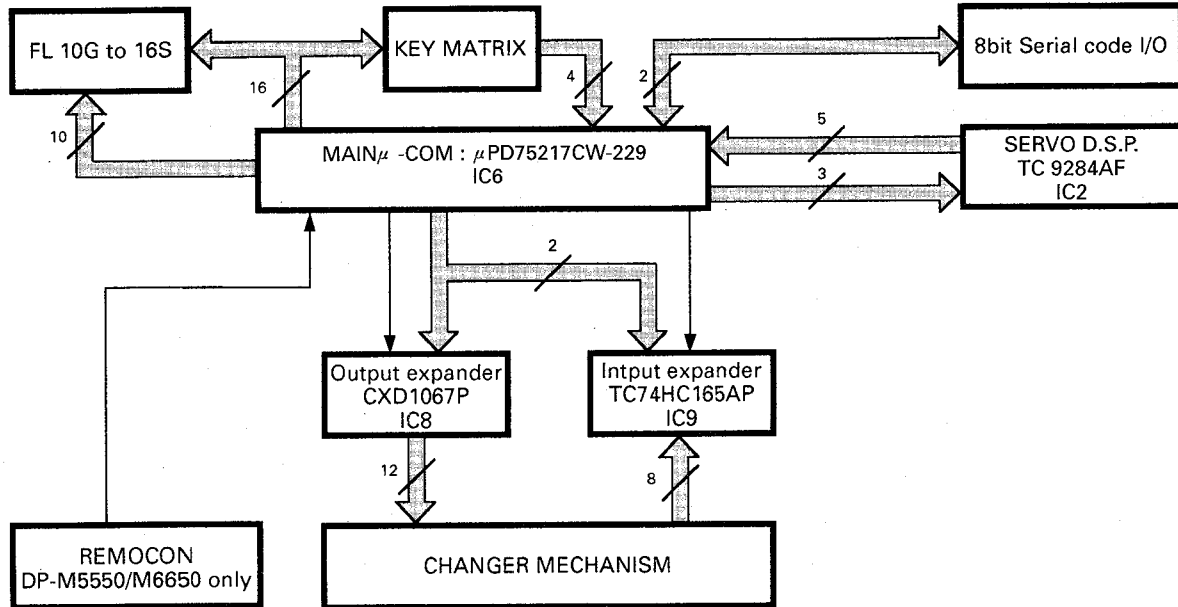 FL 10G to 16S
KEY MATRIX
8bit Serial code I/O
16
4
2
10
5
MAINμ -COM : μPD75217CW-229
IC6
SERVO D.S.P.
TC 9284AF
IC2
3
2
Output expander
CXD1067P
IC8
Intput expander
TC74HC165AP
IC9
12
8
REMOCON
DP-M5550/M6650 only
CHANGER MECHANISM